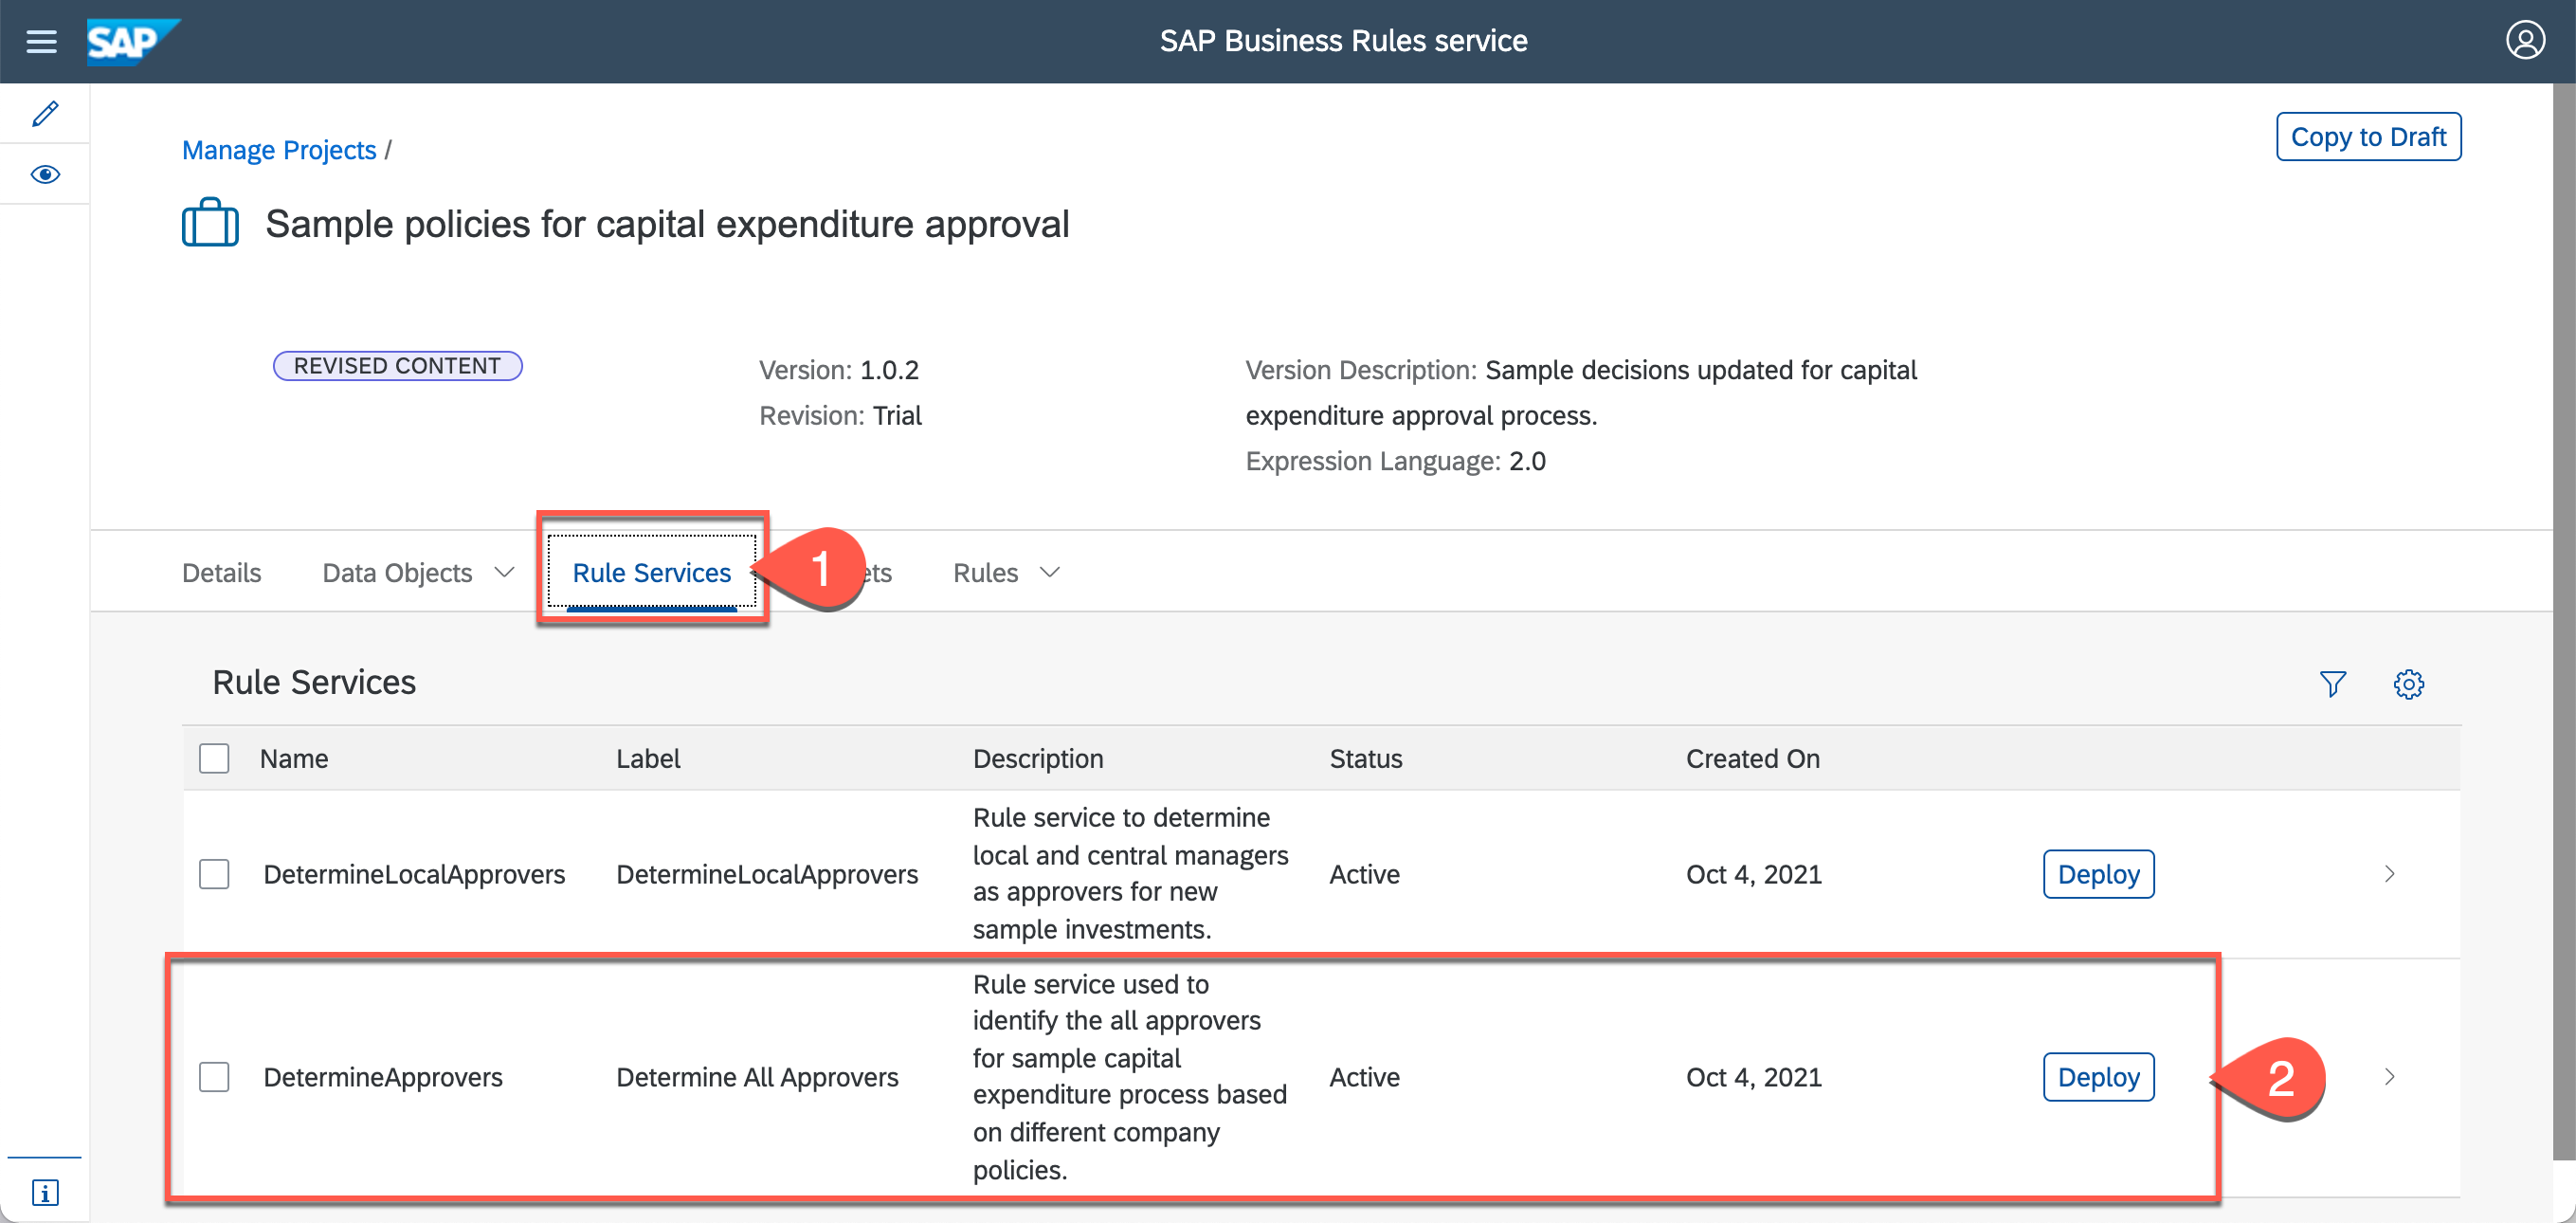 SAP
SAP Business Rules service
Manage Projects /
Copy to Draft
Sample policies for capital expenditure approval
REVISED CONTENT
Version: 1.0.2
Revision: Trial
Version Description: Sample decisions updated for capital
expenditure approval process.
Expression Language: 2.0
Details
Data Objects
Rule Services
1
ets
Rules
Rule Services
Name Label Description Status Created On
DetermineLocalApprovers
DetermineLocalApprovers
Rule service to determine
local and central managers
as approvers for new
sample investments.
Active
Oct 4, 2021
Deploy
DetermineApprovers
Determine All Approvers
Rule service used to
identify the all approvers
for sample capital
expenditure process based
on different company
policies.
Active
Oct 4, 2021
Deploy
2